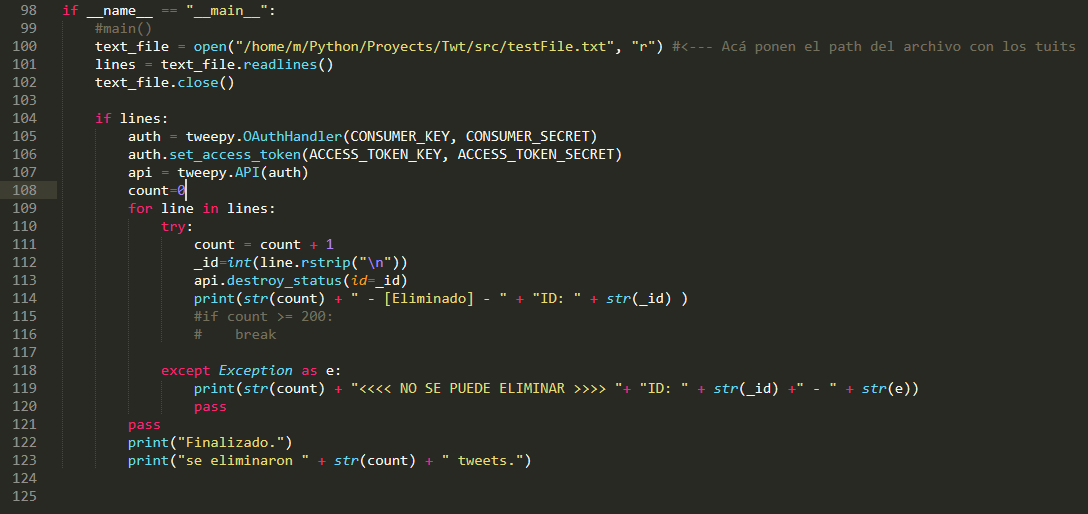 98 if __name__ == "__main__":
99     #main()
100     text_file = open("/home/m/Python/Proyects/Twt/src/testFile.txt", "r") #<--- Acá ponen el path del archivo con los tuits
101     lines = text_file.readlines()
102     text_file.close()
103
104     if lines:
105         auth = tweepy.OAuthHandler(CONSUMER_KEY, CONSUMER_SECRET)
106         auth.set_access_token(ACCESS_TOKEN_KEY, ACCESS_TOKEN_SECRET)
107         api = tweepy.API(auth)
108         count=0
109         for line in lines:
110             try:
111                 count = count + 1
112                 _id=int(line.rstrip("\n"))
113                 api.destroy_status(id=_id)
114                 print(str(count) + " - [Eliminado] - " + "ID: " + str(_id) )
115                 #if count >= 200:
116                 #    break
117
118             except Exception as e:
119                 print(str(count) + "<<<< NO SE PUEDE ELIMINAR >>>> "+ "ID: " + str(_id) +" - " + str(e))
120                 pass
121         pass
122         print("Finalizado.")
123         print("se eliminaron " + str(count) + " tweets.")
124
125